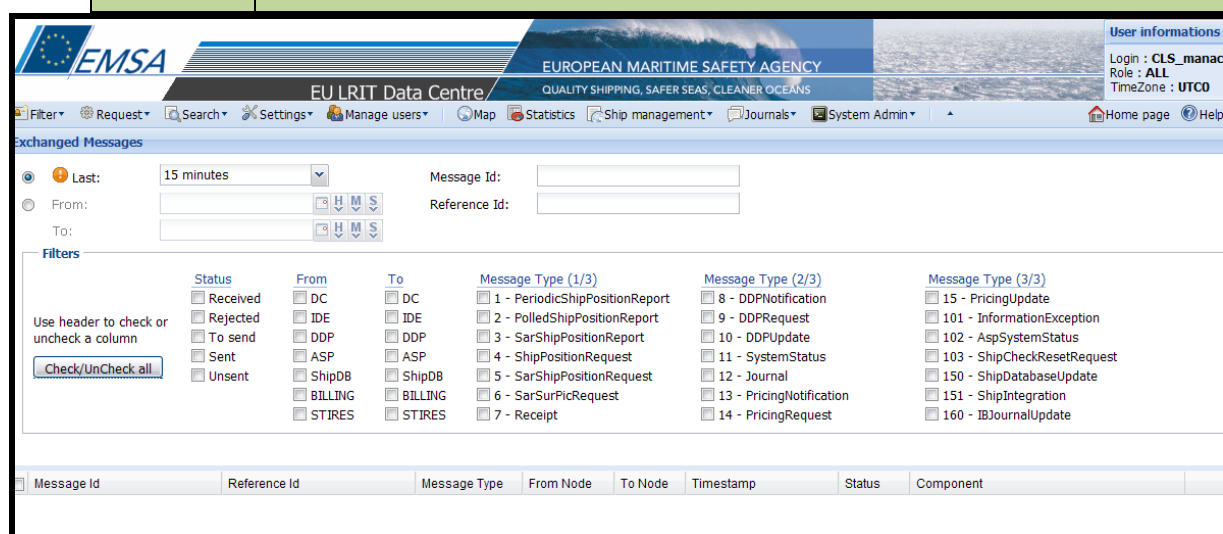 EMSA
EUROPEAN MARITIME SAFETY AGENCY
EU LRIT Data Centre
QUALITY SHIPPING, SAFER SEAS, CLEANER OCEANS
User informations
Login : CLS_manac
Role : ALL
TimeZone : UTC0
Filter Request Search Settings Manage users Map Statistics Ship management Journals System Admin Home page Help
Exchanged Messages
Last: 15 minutes Message Id:
From: H M S Reference Id:
To: H M S
Filters
Status From To Message Type (1/3) Message Type (2/3) Message Type (3/3)
Received DC DC 1 - PeriodicShipPositionReport 8 - DDPNotification 15 - PricingUpdate
Rejected IDE IDE 2 - PolledShipPositionReport 9 - DDPRequest 101 - InformationException
Use header to check or uncheck a column To send DDP DDP 3 - SarShipPositionReport 10 - DDPUpdate 102 - AspSystemStatus
Sent ASP ASP 4 - ShipPositionRequest 11 - SystemStatus 103 - ShipCheckResetRequest
Check/UnCheck all Unsent ShipDB ShipDB 5 - SarShipPositionRequest 12 - Journal 150 - ShipDatabaseUpdate
BILLING BILLING 6 - SarSurPicRequest 13 - PricingNotification 151 - ShipIntegration
STIRES STIRES 7 - Receipt 14 - PricingRequest 160 - IBJournalUpdate
Message Id Reference Id Message Type From Node To Node Timestamp Status Component